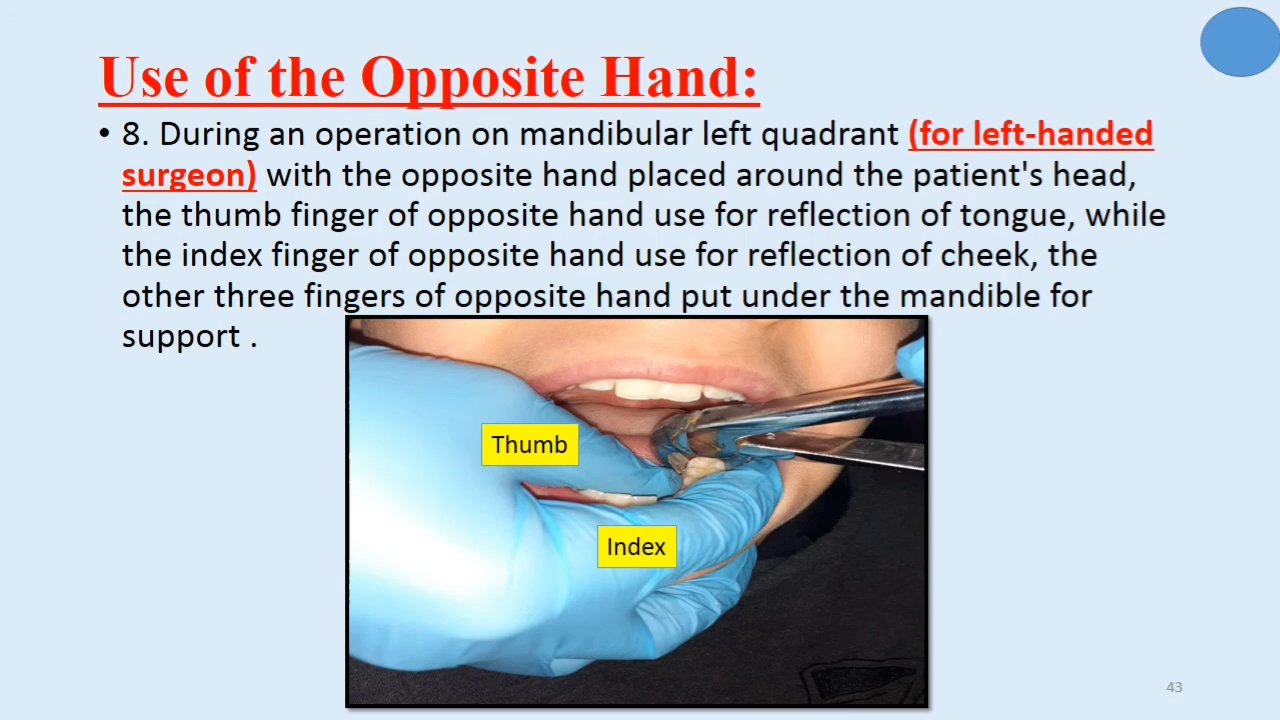 Use of the Opposite Hand:
• 8. During an operation on mandibular left quadrant (for left-handed
surgeon) with the opposite hand placed around the patient's head,
the thumb finger of opposite hand use for reflection of tongue, while
the index finger of opposite hand use for reflection of cheek, the
other three fingers of opposite hand put under the mandible for
support .
Thumb
Index
43